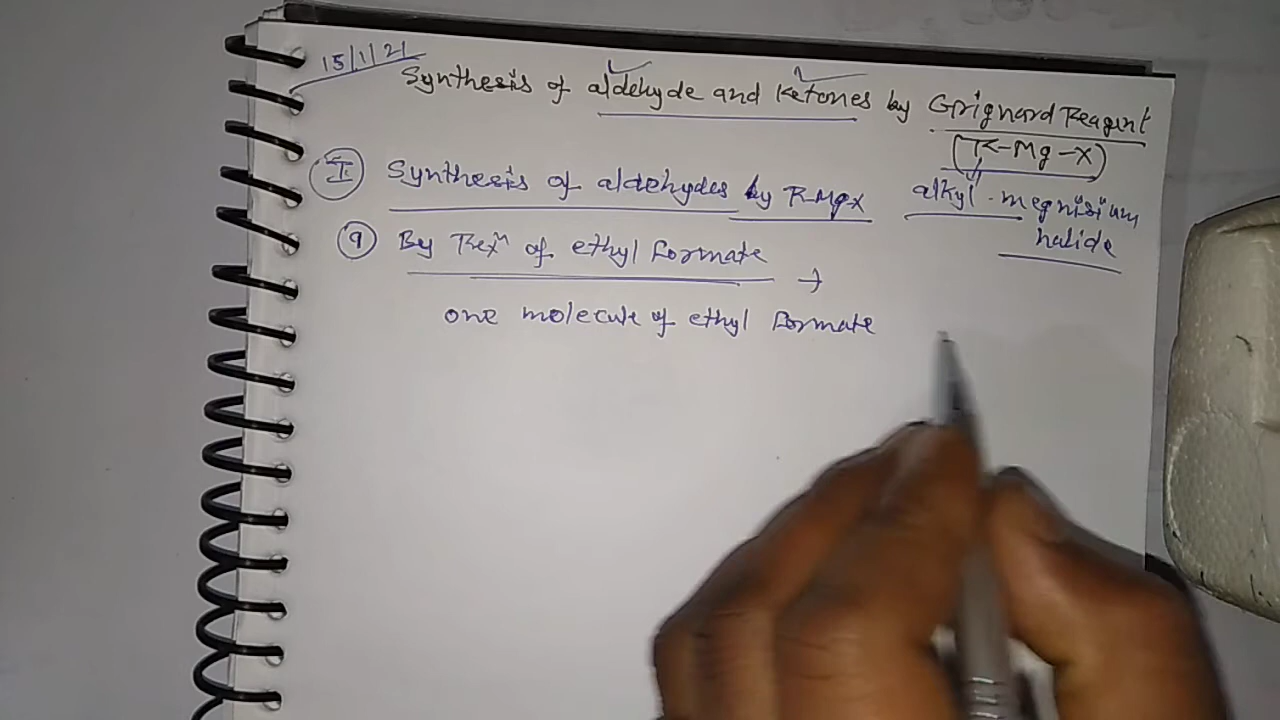 15/1/21
Synthesis of aldehyde and Ketones by Grignard Reagent
(R-Mg-X)
alkyl - megnisium
halide
I Synthesis of aldehydes by R-Mg-X
a By Rexn of ethyl formate
→
one molecule of ethyl formate